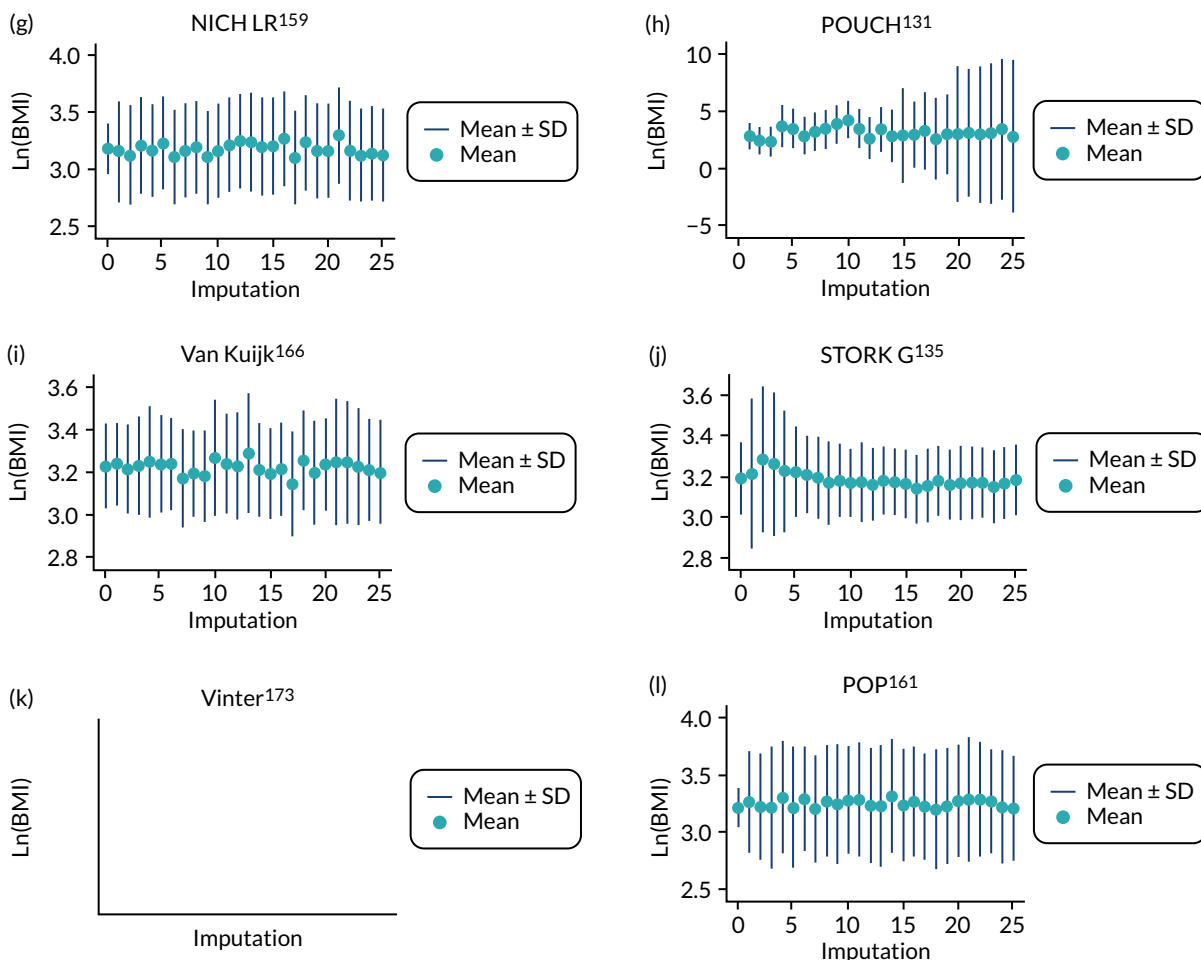 (g)
NICH LR159
Ln(BMI)
4.0
3.5
3.0
2.5
0 5 10 15 20 25
Imputation
Mean ± SD
Mean
(h)
POUCH131
Ln(BMI)
10
5
0
−5
0 5 10 15 20 25
Imputation
Mean ± SD
Mean
(i)
Van Kuijk166
Ln(BMI)
3.6
3.4
3.2
3.0
2.8
0 5 10 15 20 25
Imputation
Mean ± SD
Mean
(j)
STORK G135
Ln(BMI)
3.6
3.4
3.2
3.0
2.8
0 5 10 15 20 25
Imputation
Mean ± SD
Mean
(k)
Vinter173
Ln(BMI)
Imputation
Mean ± SD
Mean
(l)
POP161
Ln(BMI)
4.0
3.5
3.0
2.5
0 5 10 15 20 25
Imputation
Mean ± SD
Mean